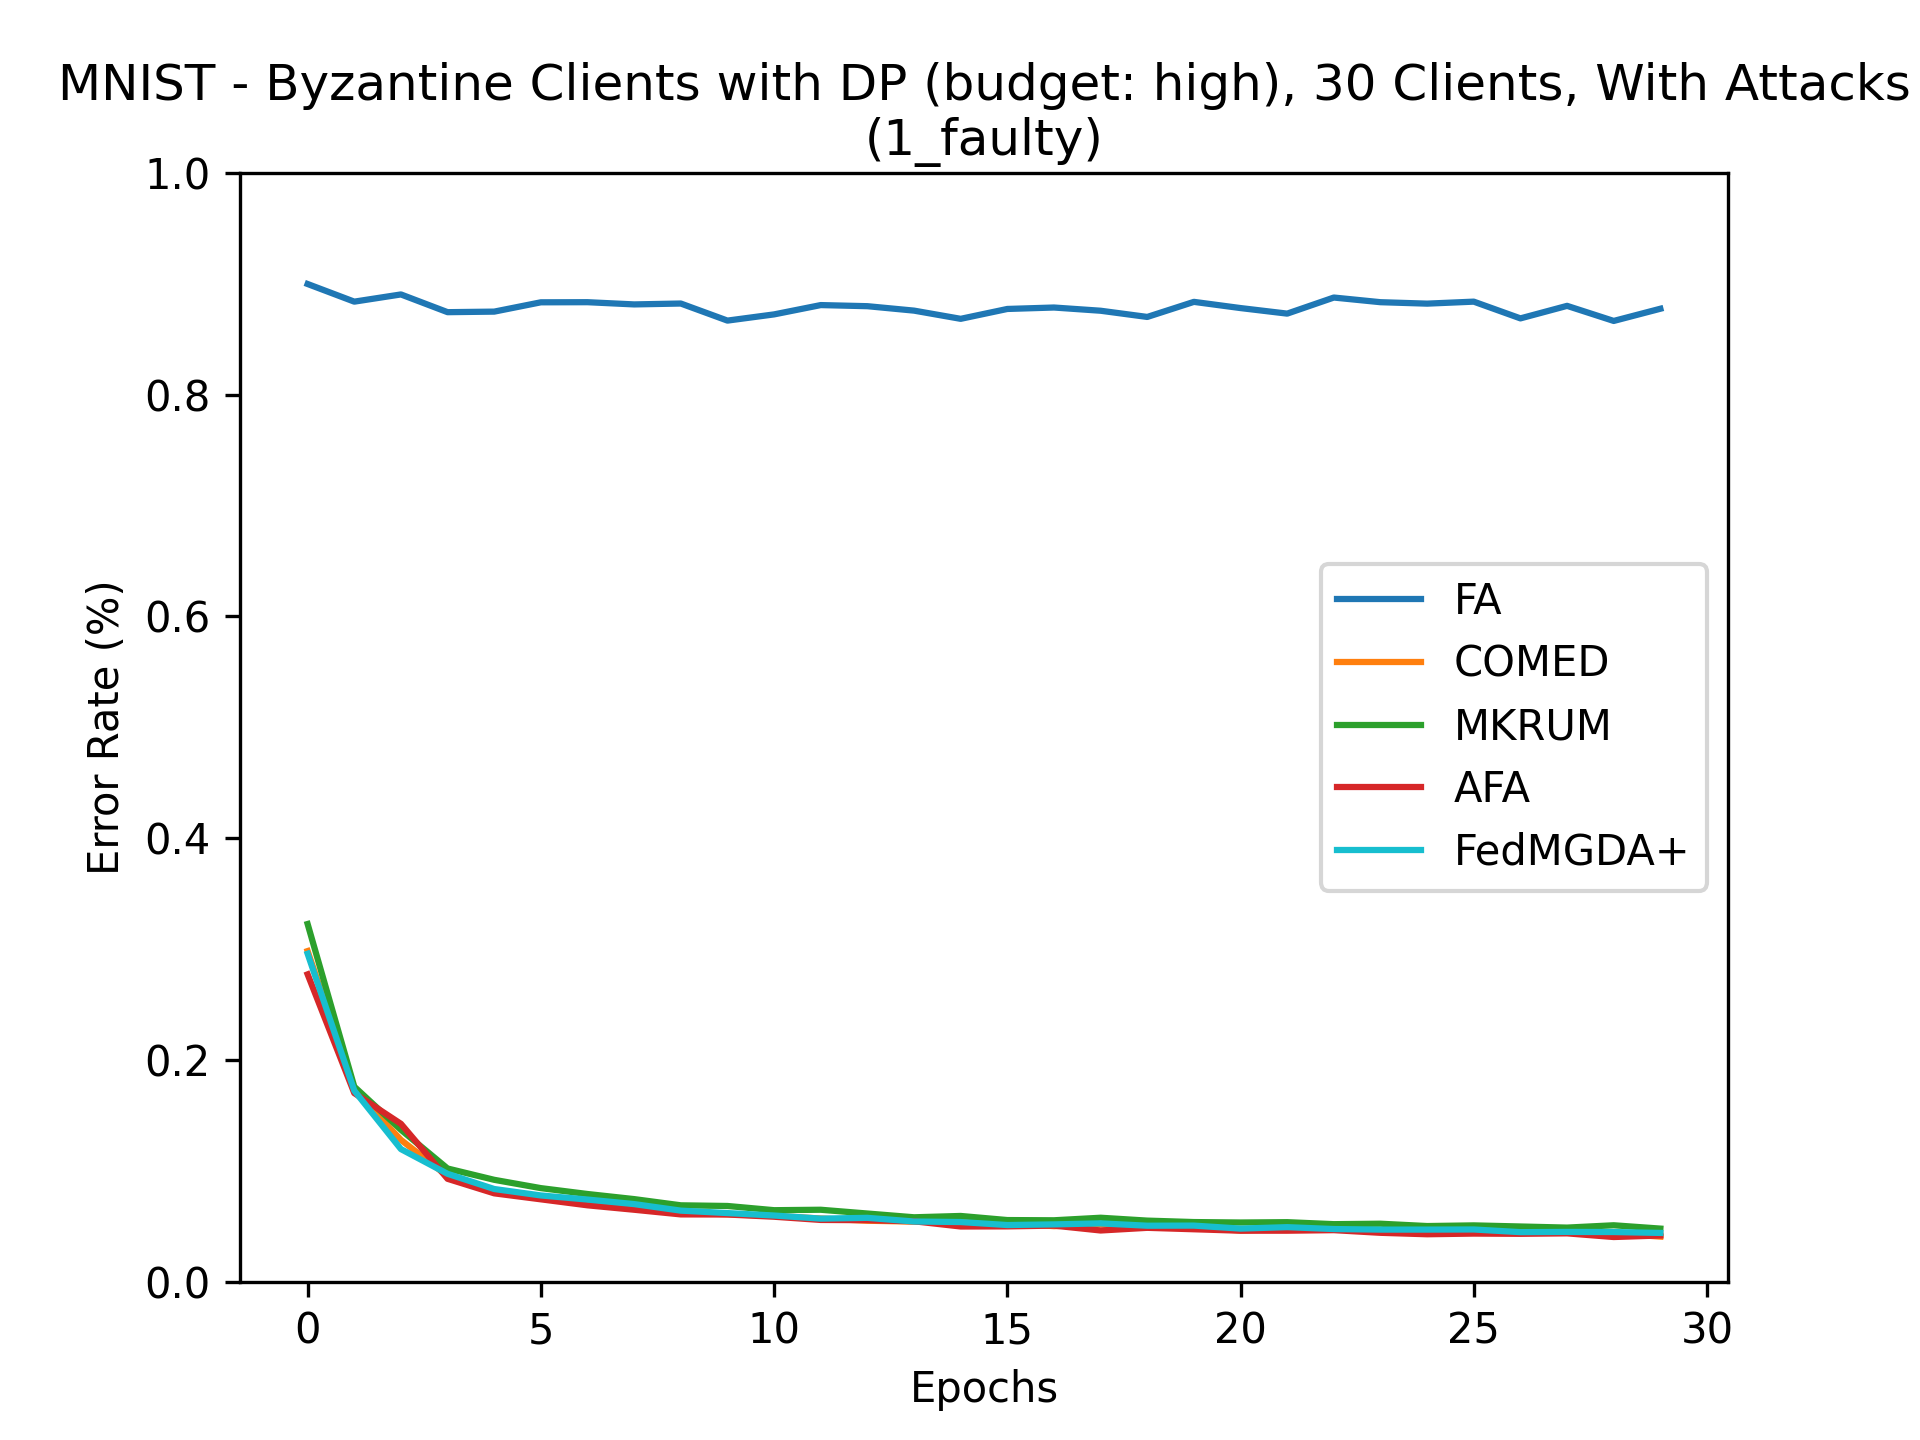 MNIST - Byzantine Clients with DP (budget: high), 30 Clients, With Attacks
(1_faulty)
1.0
0.8
0.6
0.4
0.2
0.0
Error Rate (%)
FA
COMED
MKRUM
AFA
FedMGDA+
0 5 10 15 20 25 30
Epochs